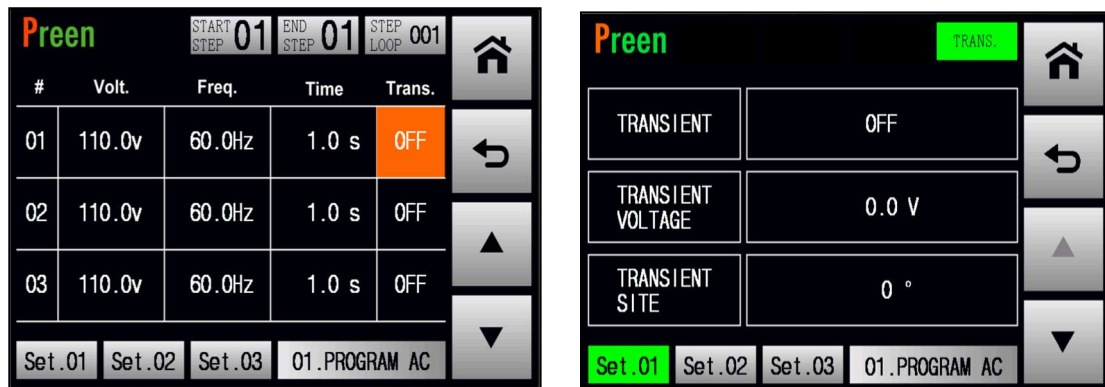 Preen START STEP 01 END STEP 01 STEP LOOP 001
# Volt. Freq. Time Trans.
01 110.0v 60.0Hz 1.0 s OFF
02 110.0v 60.0Hz 1.0 s OFF
03 110.0v 60.0Hz 1.0 s OFF
Set.01 Set.02 Set.03 01.PROGRAM AC
Preen TRANS.
TRANSIENT OFF
TRANSIENT VOLTAGE 0.0 V
TRANSIENT SITE 0 °
Set.01 Set.02 Set.03 01.PROGRAM AC